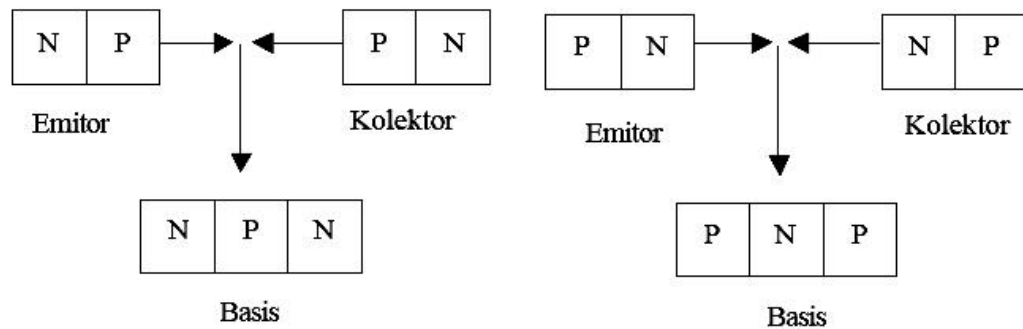 N P P N
Emitor Kolektor
N P N
Basis
P N N P
Emitor Kolektor
P N P
Basis